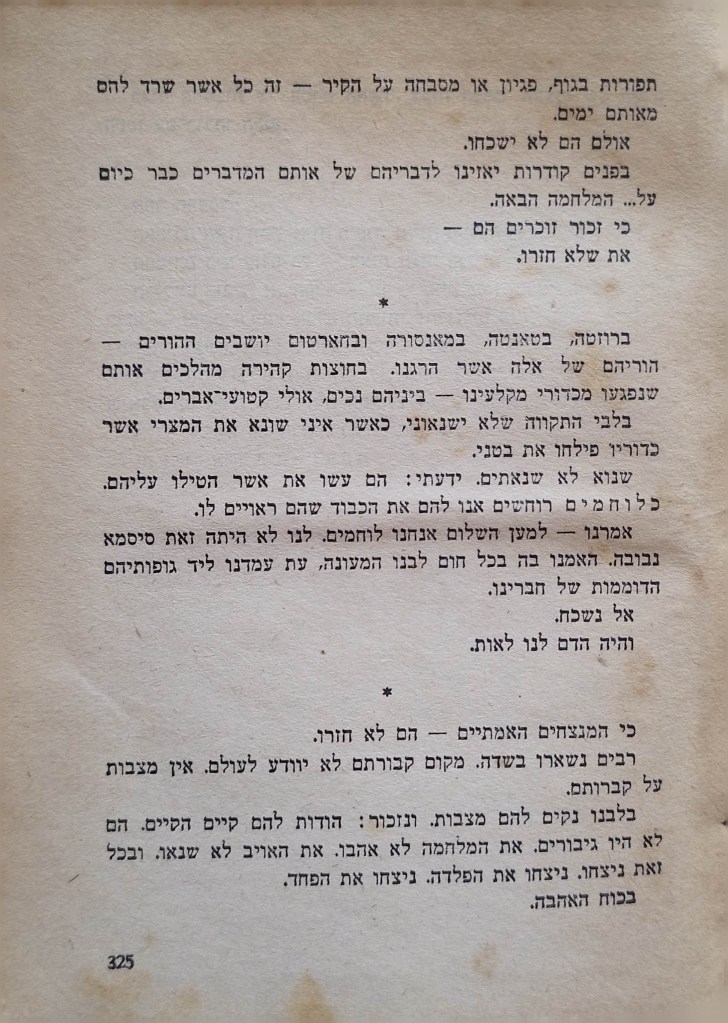 תפורות בגוף, פגיון או מסבחה על הקיר — זה כל אשר שרד להם
מאותם ימים.
אולם הם לא ישכחו.
בפנים קודרות יאזינו לדבריהם של אותם המדברים כבר כיום
על... המלחמה הבאה.
כי זכור זוכרים הם —
את שלא חזרו.
*
ברוזטה, בטאנטה, במאנסורה ובחארטום יושבים ההורים —
הוריהם של אלה אשר הרגנו. בחוצות קהירה מהלכים אותם
שנפגעו מכדורי מקלעינו — ביניהם נכים, אולי קטועי־אברים.
בלבי התקווה שלא ישנאוני, כאשר איני שונא את המצרי אשר
כדוריו פילחו את בטני.
שנוא לא שנאתים. ידעתי: הם עשו את אשר הטילו עליהם.
כלוחמים רוחשים אנו להם את הכבוד שהם ראויים לו.
אמרנו — למען השלום אנחנו לוחמים. לנו לא היתה זאת סיסמא
נבובה. האמנו בה בכל חום לבנו המעונה, עת עמדנו ליד גופותיהם
הדוממות של חברינו.
אל נשכח.
והיה הדם לנו לאות.
*
כי המנצחים האמתיים — הם לא חזרו.
רבים נשארו בשדה. מקום קבורתם לא יוודע לעולם. אין מצבות
על קברותם.
בלבנו נקים להם מצבות. ונזכור: הודות להם קיים הקיים. הם
לא היו גיבורים. את המלחמה לא אהבו. את האויב לא שנאו. ובכל
זאת ניצחו. ניצחו את הפלדה. ניצחו את הפחד.
בכוח האהבה.
325